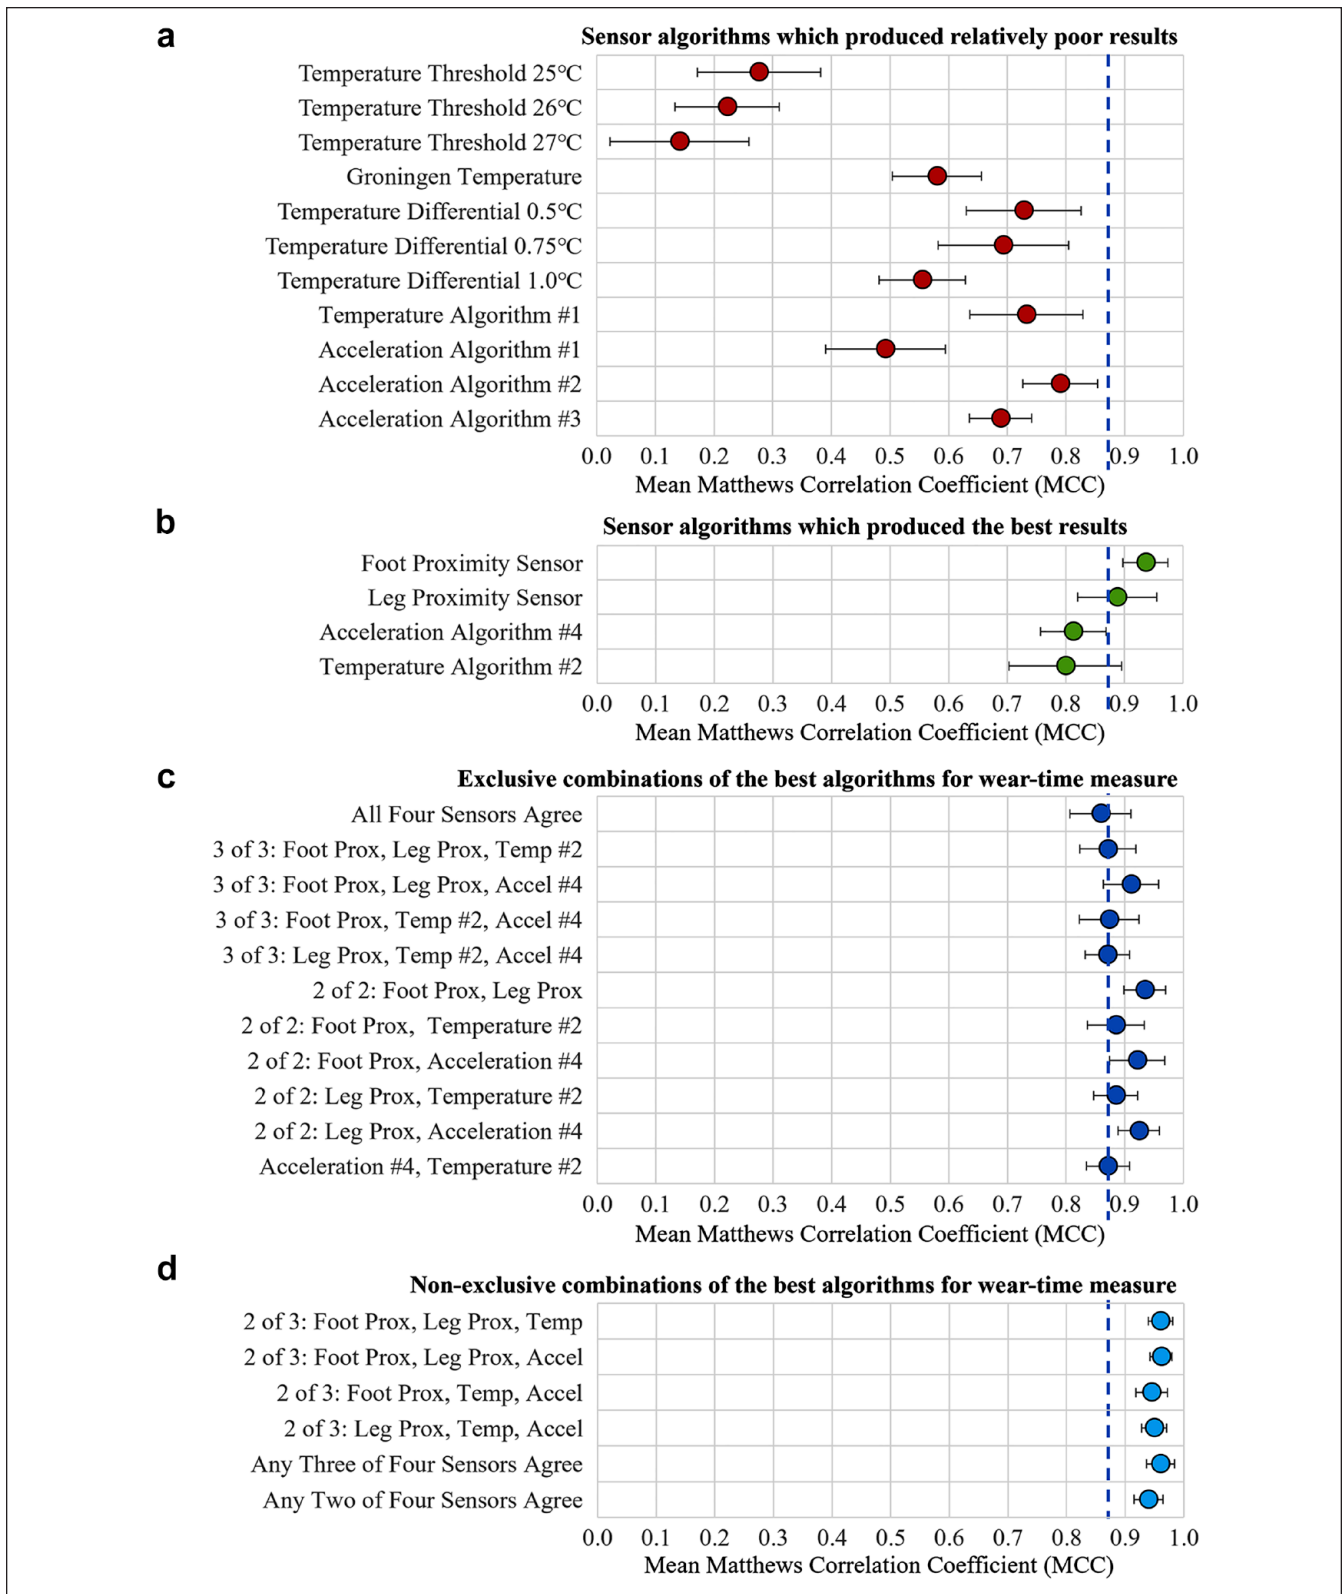 a
Sensor algorithms which produced relatively poor results
Temperature Threshold 25°C
Temperature Threshold 26°C
Temperature Threshold 27°C
Groningen Temperature
Temperature Differential 0.5°C
Temperature Differential 0.75°C
Temperature Differential 1.0°C
Temperature Algorithm #1
Acceleration Algorithm #1
Acceleration Algorithm #2
Acceleration Algorithm #3
0.0 0.1 0.2 0.3 0.4 0.5 0.6 0.7 0.8 0.9 1.0
Mean Matthews Correlation Coefficient (MCC)
b
Sensor algorithms which produced the best results
Foot Proximity Sensor
Leg Proximity Sensor
Acceleration Algorithm #4
Temperature Algorithm #2
0.0 0.1 0.2 0.3 0.4 0.5 0.6 0.7 0.8 0.9 1.0
Mean Matthews Correlation Coefficient (MCC)
c
Exclusive combinations of the best algorithms for wear-time measure
All Four Sensors Agree
3 of 3: Foot Prox, Leg Prox, Temp #2
3 of 3: Foot Prox, Leg Prox, Accel #4
3 of 3: Foot Prox, Temp #2, Accel #4
3 of 3: Leg Prox, Temp #2, Accel #4
2 of 2: Foot Prox, Leg Prox
2 of 2: Foot Prox, Temperature #2
2 of 2: Foot Prox, Acceleration #4
2 of 2: Leg Prox, Temperature #2
2 of 2: Leg Prox, Acceleration #4
Acceleration #4, Temperature #2
0.0 0.1 0.2 0.3 0.4 0.5 0.6 0.7 0.8 0.9 1.0
Mean Matthews Correlation Coefficient (MCC)
d
Non-exclusive combinations of the best algorithms for wear-time measure
2 of 3: Foot Prox, Leg Prox, Temp
2 of 3: Foot Prox, Leg Prox, Accel
2 of 3: Foot Prox, Temp, Accel
2 of 3: Leg Prox, Temp, Accel
Any Three of Four Sensors Agree
Any Two of Four Sensors Agree
0.0 0.1 0.2 0.3 0.4 0.5 0.6 0.7 0.8 0.9 1.0
Mean Matthews Correlation Coefficient (MCC)